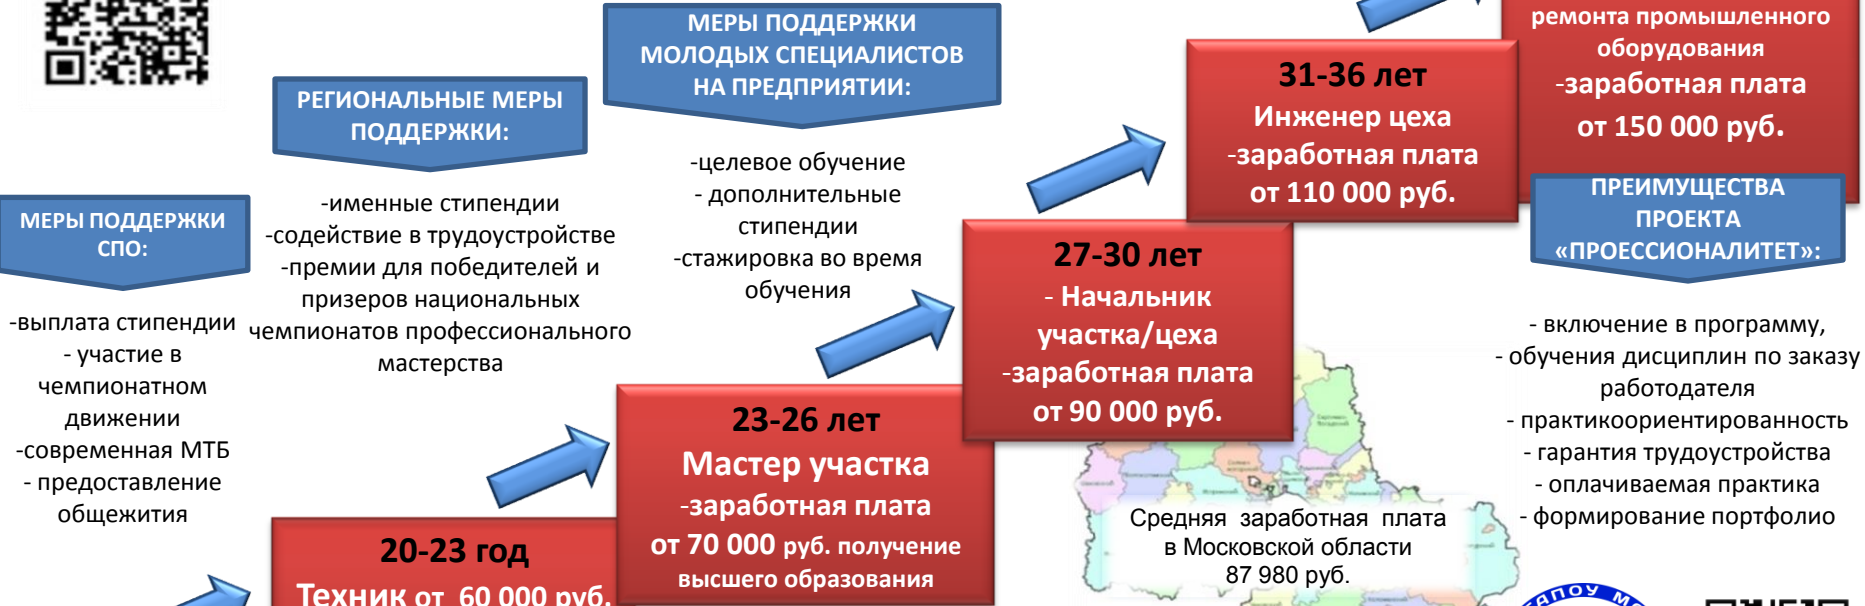 МЕРЫ ПОДДЕРЖКИ
СПО:
-выплата стипендии
- участие в
чемпионатном
движении
-современная МТБ
- предоставление
общежития
РЕГИОНАЛЬНЫЕ МЕРЫ
ПОДДЕРЖКИ:
-именные стипендии
-содействие в трудоустройстве
-премии для победителей и
призеров национальных
чемпионатов профессионального
мастерства
МЕРЫ ПОДДЕРЖКИ
МОЛОДЫХ СПЕЦИАЛИСТОВ
НА ПРЕДПРИЯТИИ:
-целевое обучение
- дополнительные
стипендии
-стажировка во время
обучения
20-23 год
Техник от 60 000 руб.
23-26 лет
Мастер участка
-заработная плата
от 70 000 руб. получение
высшего образования
27-30 лет
- Начальник
участка/цеха
-заработная плата
от 90 000 руб.
31-36 лет
Инженер цеха
-заработная плата
от 110 000 руб.
ремонта промышленного
оборудования
-заработная плата
от 150 000 руб.
ПРЕИМУЩЕСТВА
ПРОЕКТА
«ПРОЕССИОНАЛИТЕТ»:
- включение в программу,
- обучения дисциплин по заказу
работодателя
- практикоориентированность
- гарантия трудоустройства
- оплачиваемая практика
- формирование портфолио
Средняя заработная плата
в Московской области
87 980 руб.